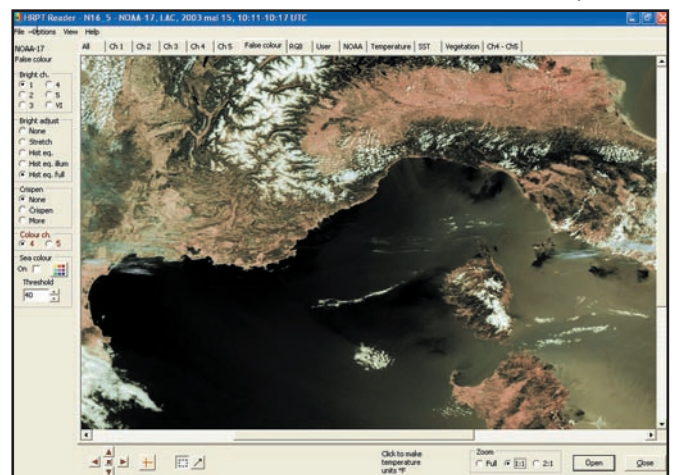 HRPT Reader - N16_5 - NOAA-17, LAC, 2003 mai 15, 10:11-10:17 UTC
File Options View Help
NOAA-17
False colour
All Ch 1 Ch 2 Ch 3 Ch 4 Ch 5 False colour RGB User NOAA Temperature SST Vegetation Ch4 - Ch5
Bright ch.
1 4
2 5
3 VI
Bright adjust
None
Stretch
Hist eq.
Hist eq. illum
Hist eq. full
Crispen
None
Crispen
More
Colour ch.
4 5
Sea colour
On
Threshold
40
Click to make
temperature
units °F
Zoom
Full 1:1 2:1
Open
Close